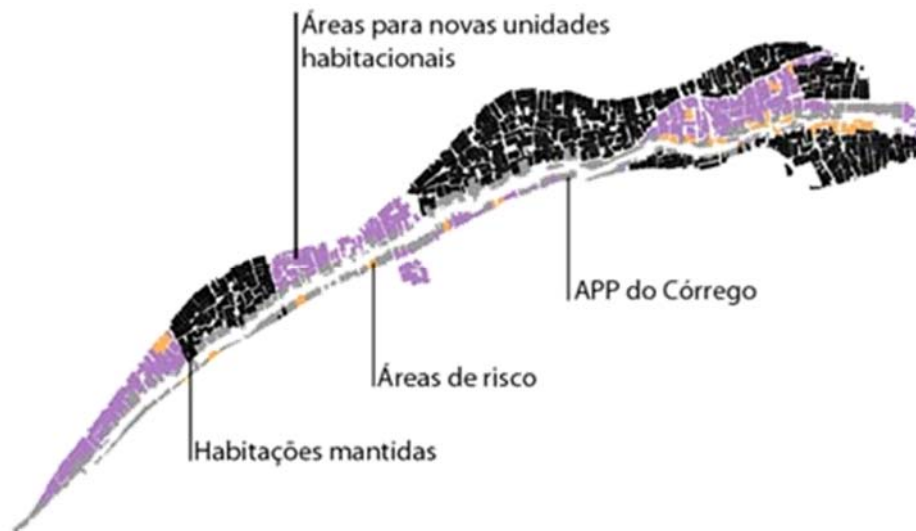 Áreas para novas unidades
habitacionais
APP do Córrego
Áreas de risco
Habitações mantidas